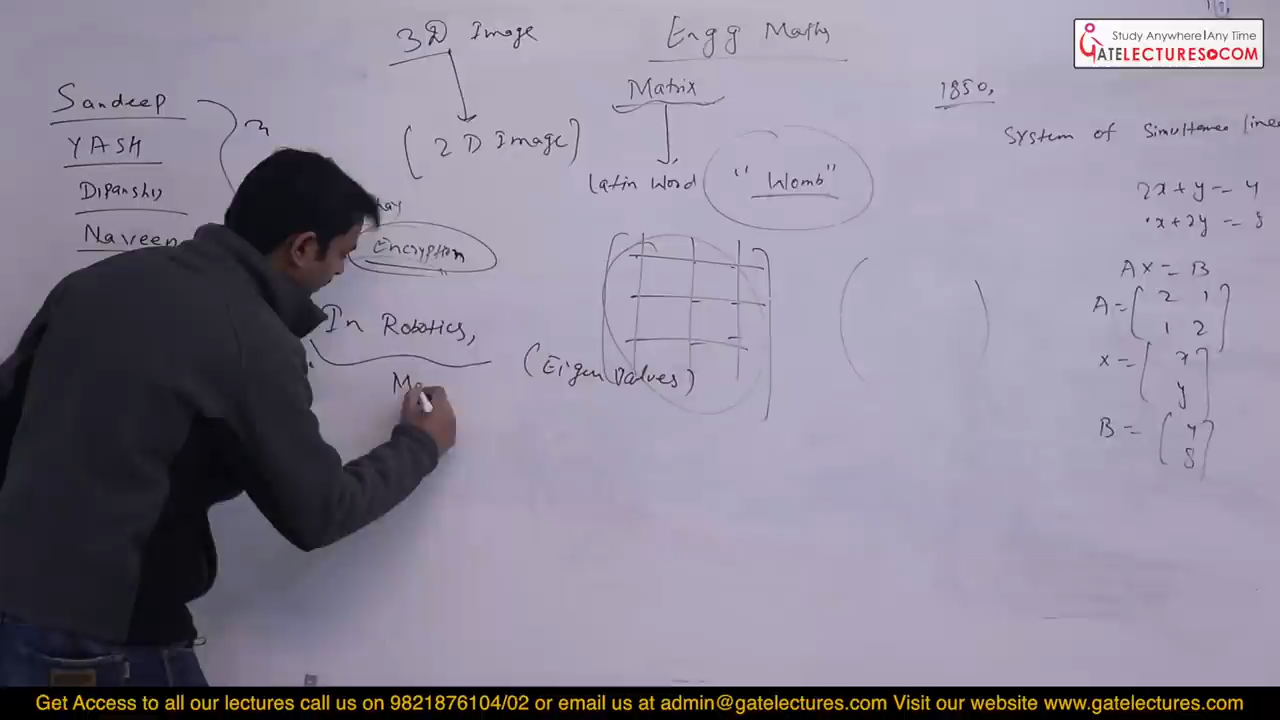 3D Image
Engg Maths
Study Anywhere | Any Time
GATELECTURES.COM
Sandeep
YASH
Dipanshu
Naveen
(2D Image)
Encryption
In Robotics,
Matrix
Latin Word "Womb"
(Eigen Values)
1850,
System of
2x + y = 4
x + 2y = 5
AX = B
A = [2 1
1 2]
X = [x
y]
B = [4
5]
Get Access to all our lectures call us on 9821876104/02 or email us at admin@gatelectures.com Visit our website www.gatelectures.com